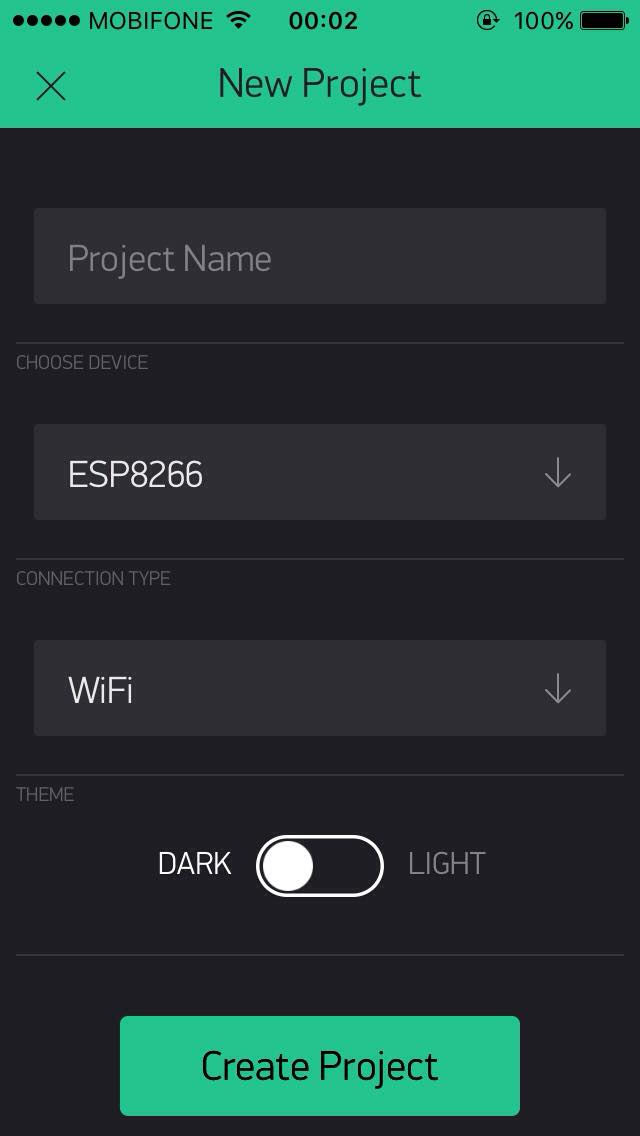 MOBIFONE 00:02 100%
New Project
Project Name
CHOOSE DEVICE
ESP8266
CONNECTION TYPE
WiFi
THEME
DARK LIGHT
Create Project